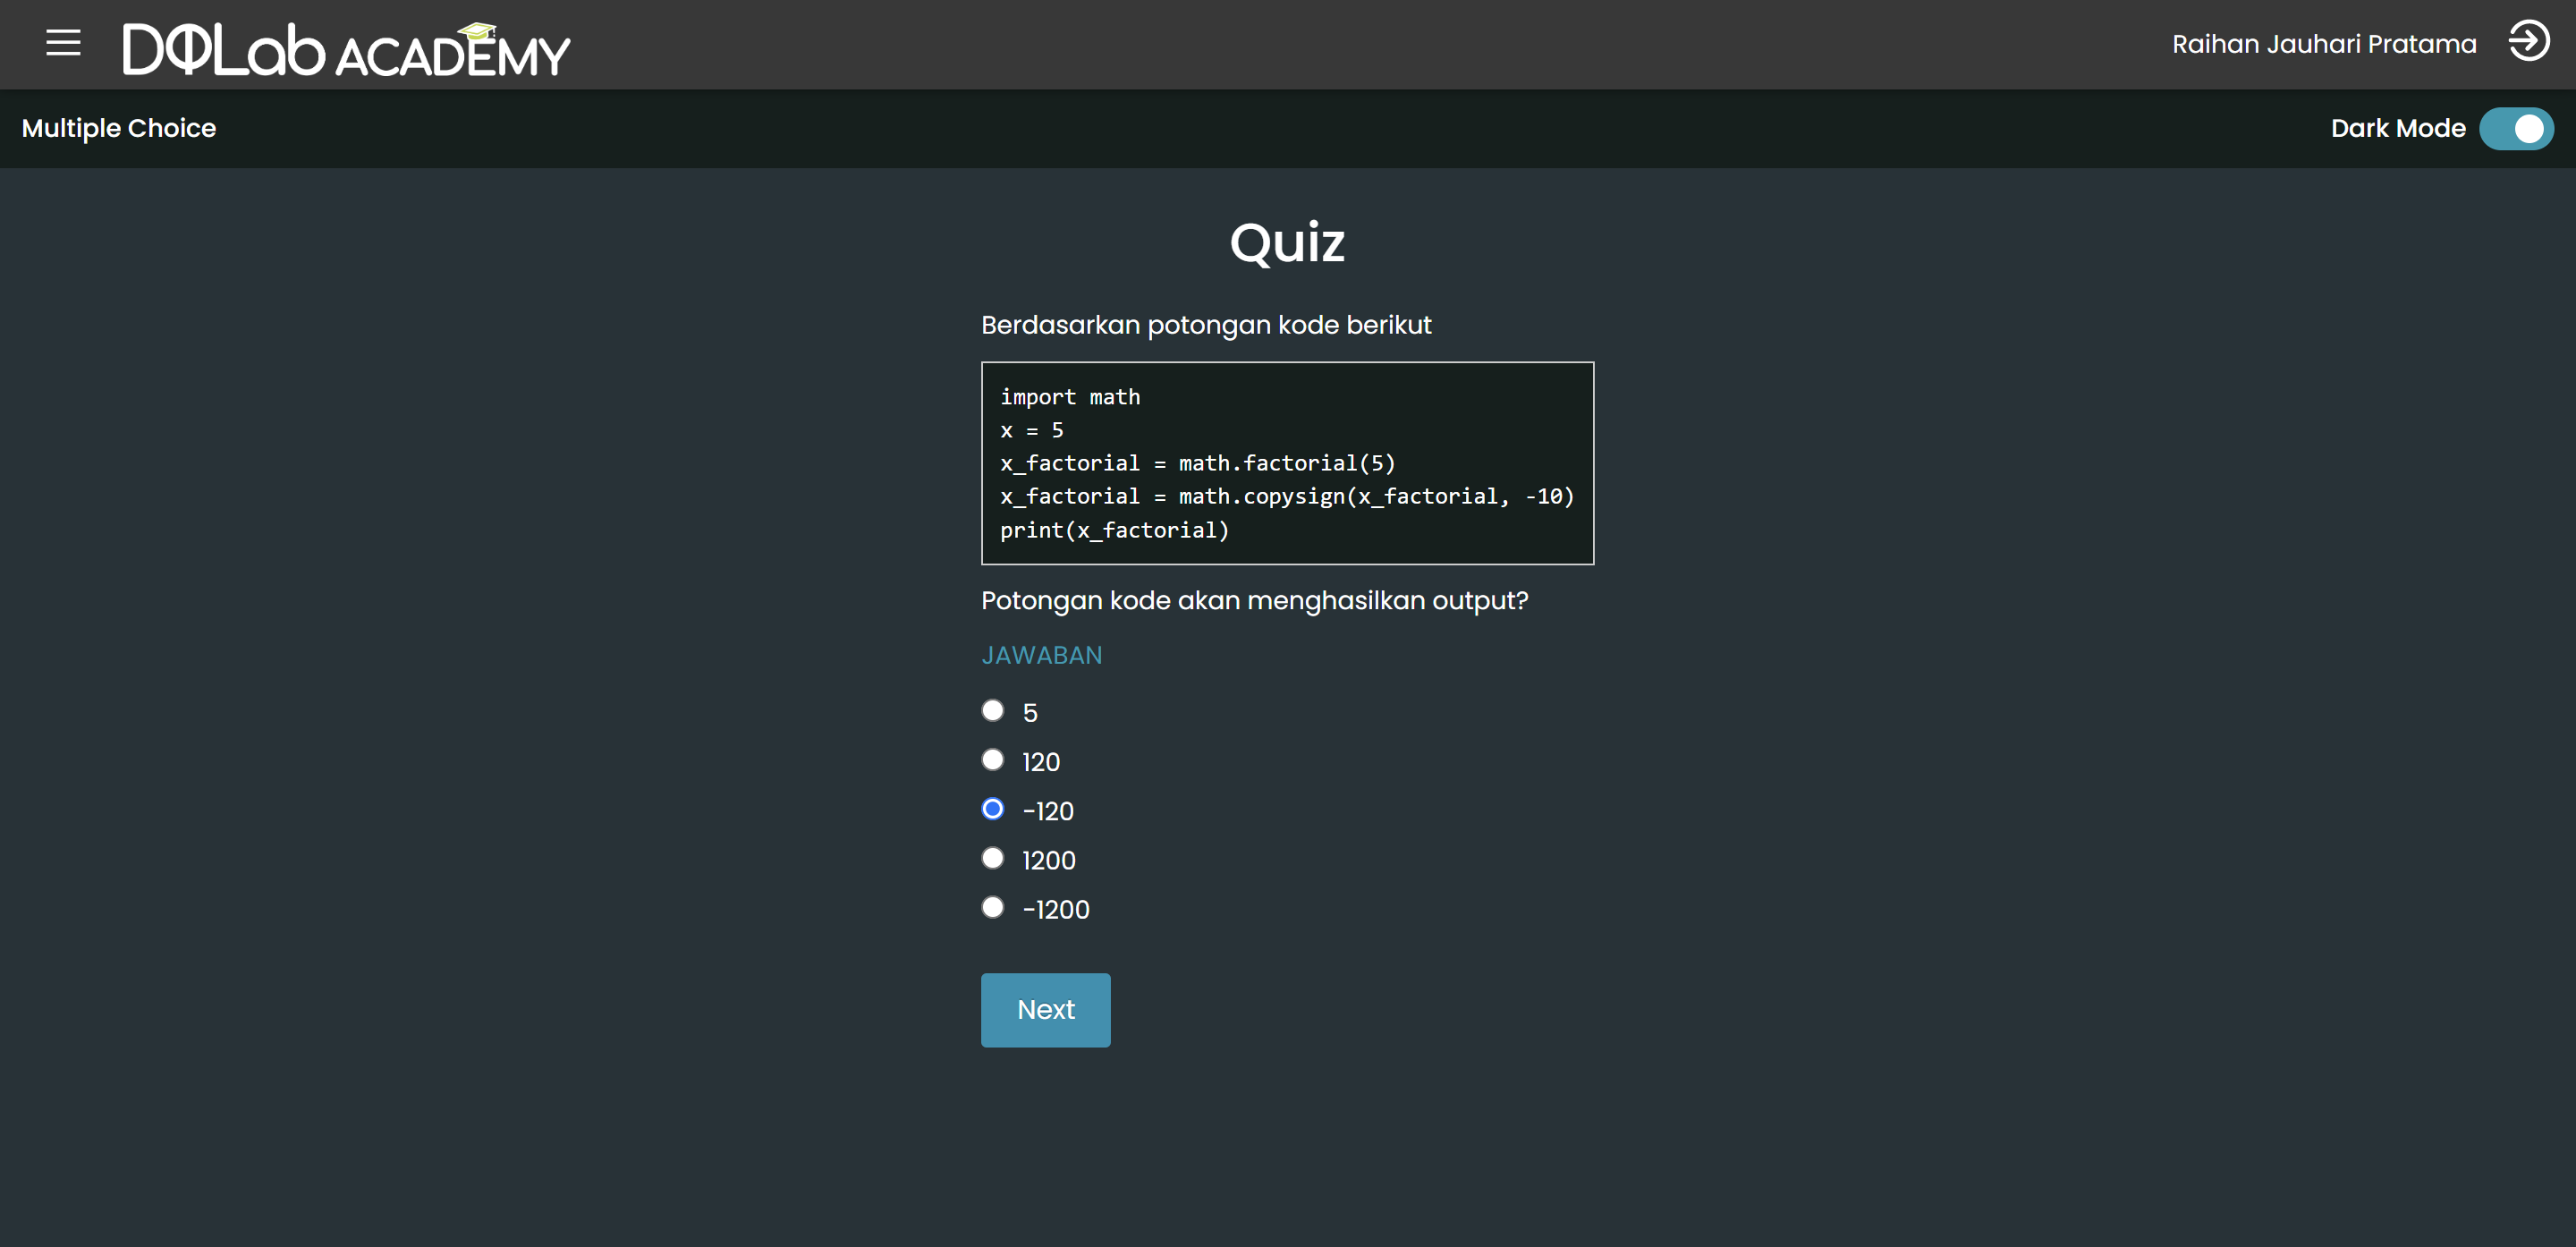 DQLab ACADEMY
Raihan Jauhari Pratama
Multiple Choice
Dark Mode
Quiz
Berdasarkan potongan kode berikut
import math
x = 5
x_factorial = math.factorial(5)
x_factorial = math.copysign(x_factorial, -10)
print(x_factorial)
Potongan kode akan menghasilkan output?
JAWABAN
5
120
-120
1200
-1200
Next